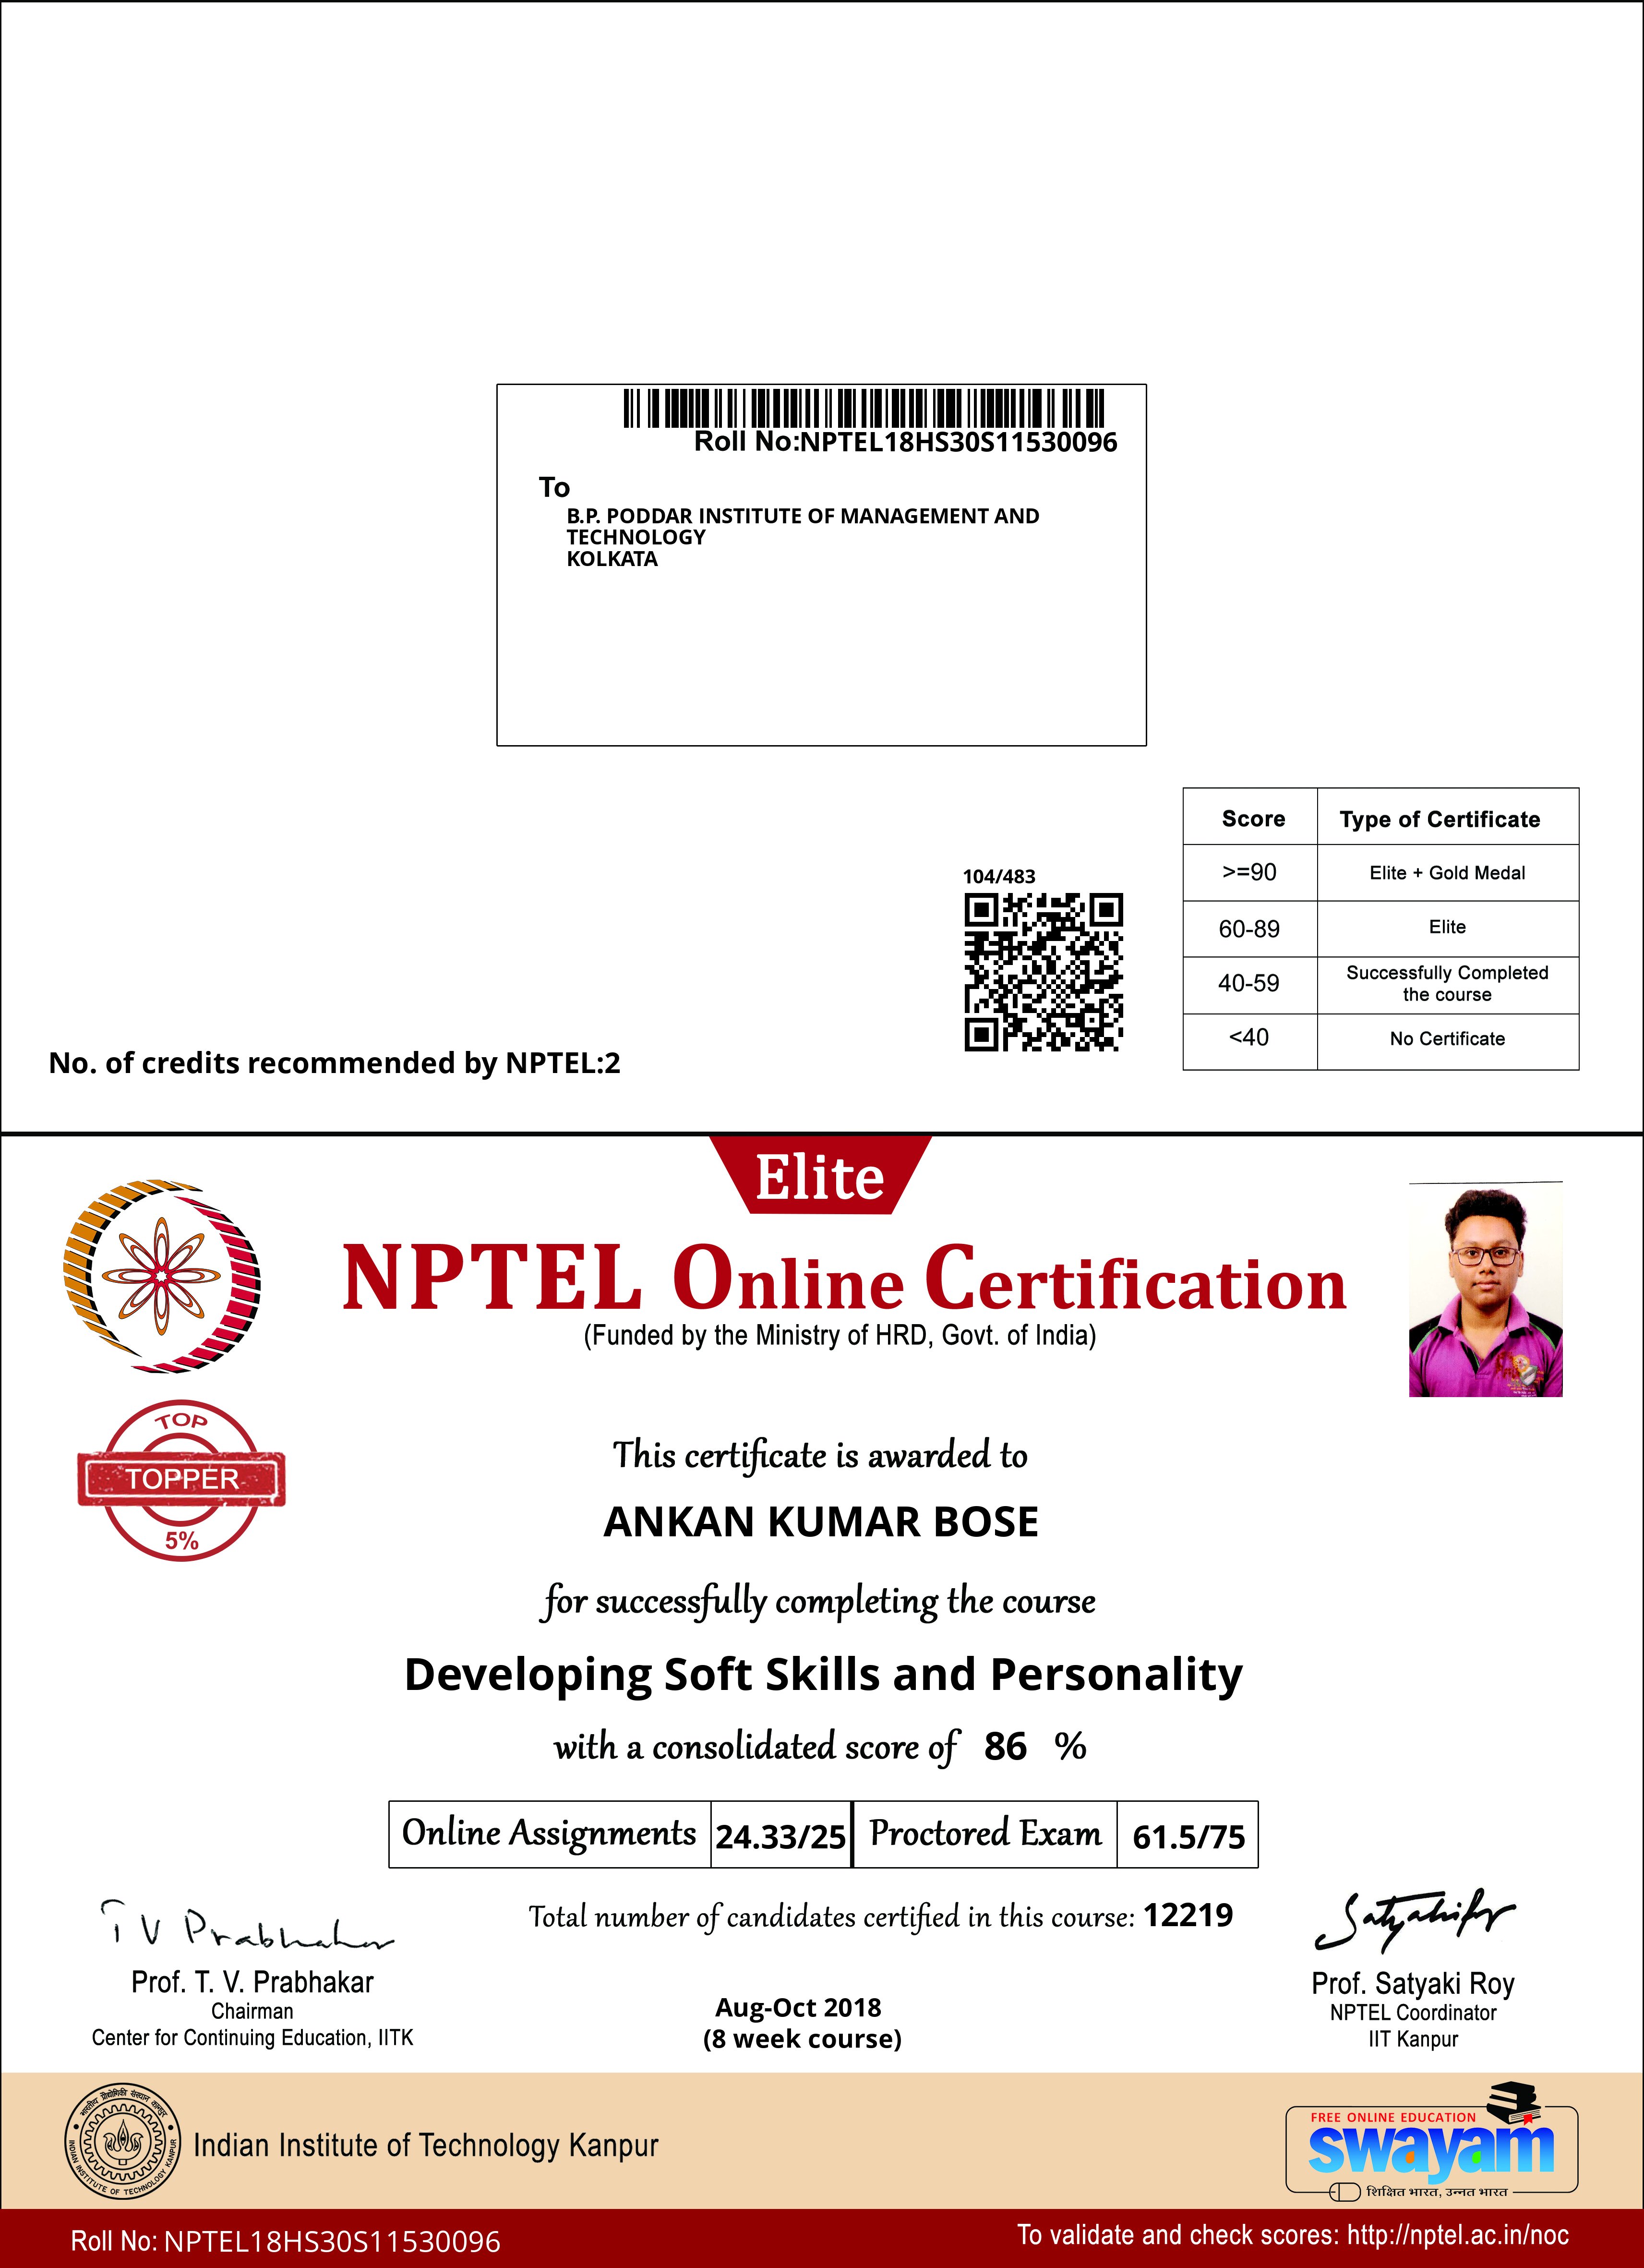 Roll No:NPTEL18HS30S11530096
To
B.P. PODDAR INSTITUTE OF MANAGEMENT AND
TECHNOLOGY
KOLKATA
Score Type of Certificate
>=90 Elite + Gold Medal
60-89 Elite
40-59 Successfully Completed
the course
<40 No Certificate
104/483
No. of credits recommended by NPTEL:2
Elite
NPTEL Online Certification
(Funded by the Ministry of HRD, Govt. of India)
TOP
TOPPER
5%
This certificate is awarded to
ANKAN KUMAR BOSE
for successfully completing the course
Developing Soft Skills and Personality
with a consolidated score of 86 %
Online Assignments 24.33/25 Proctored Exam 61.5/75
Total number of candidates certified in this course: 12219
T V Prabhakar
Prof. T. V. Prabhakar
Chairman
Center for Continuing Education, IITK
Aug-Oct 2018
(8 week course)
Prof. Satyaki Roy
NPTEL Coordinator
IIT Kanpur
भारतीय प्रौद्योगिकी संस्थान कानपुर
INDIAN INSTITUTE OF TECHNOLOGY KANPUR
Indian Institute of Technology Kanpur
FREE ONLINE EDUCATION
swayam
शिक्षित भारत, उन्नत भारत
Roll No: NPTEL18HS30S11530096
To validate and check scores: http://nptel.ac.in/noc